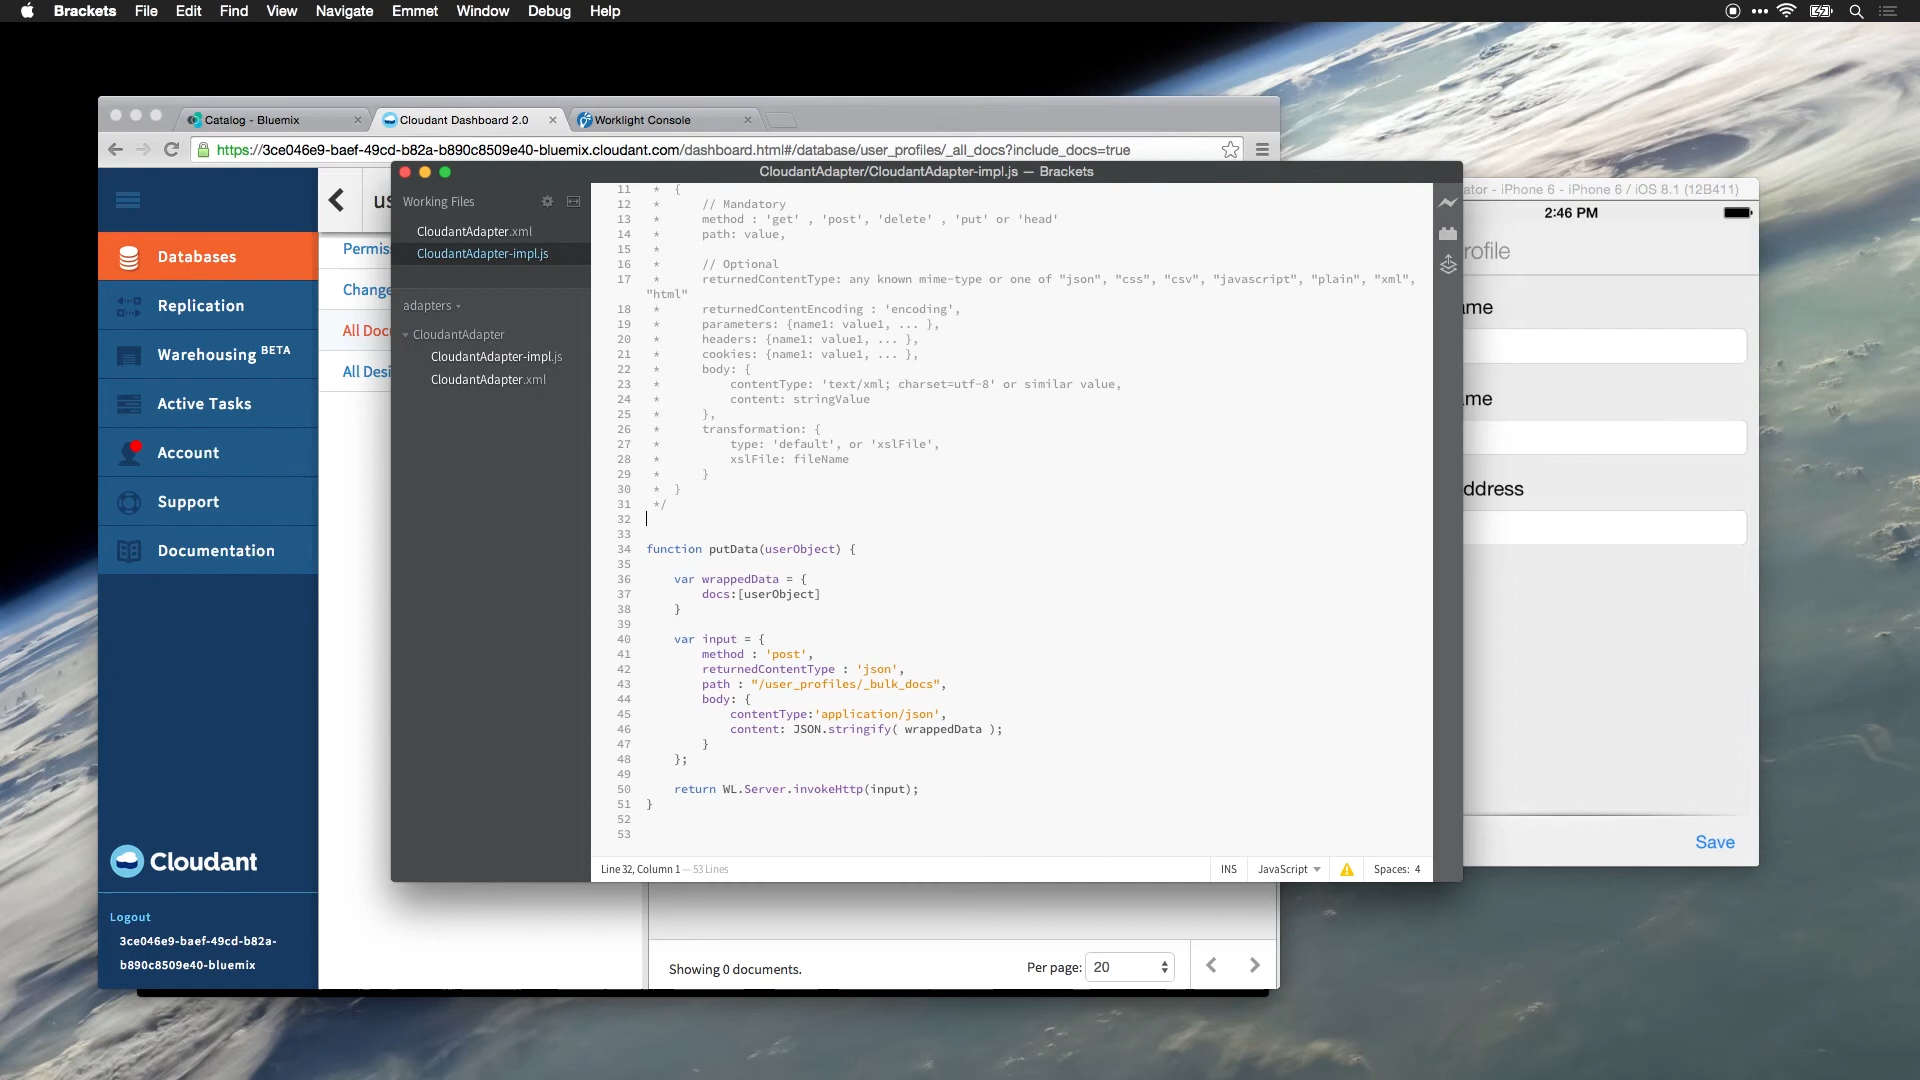 Brackets File Edit Find View Navigate Emmet Window Debug Help
Catalog - Bluemix
Cloudant Dashboard 2.0
Worklight Console
https://3ce046e9-baef-49cd-b82a-b890c8509e40-bluemix.cloudant.com/dashboard.html#/database/user_profiles/_all_docs?include_docs=true
Databases
Replication
Warehousing BETA
Active Tasks
Account
Support
Documentation
Cloudant
Logout
3ce046e9-baef-49cd-b82a-
b890c8509e40-bluemix
us
Permis
Change
All Doc
All Desi
Showing 0 documents.
Per page: 20
CloudantAdapter/CloudantAdapter-impl.js — Brackets
Working Files
CloudantAdapter.xml
CloudantAdapter-impl.js
adapters
CloudantAdapter
CloudantAdapter-impl.js
CloudantAdapter.xml
11 * {
12 * // Mandatory
13 * method : 'get' , 'post', 'delete' , 'put' or 'head'
14 * path: value,
15 *
16 * // Optional
17 * returnedContentType: any known mime-type or one of "json", "css", "csv", "javascript", "plain", "xml",
"html"
18 * returnedContentEncoding : 'encoding',
19 * parameters: {name1: value1, ... },
20 * headers: {name1: value1, ... },
21 * cookies: {name1: value1, ... },
22 * body: {
23 * contentType: 'text/xml; charset=utf-8' or similar value,
24 * content: stringValue
25 * },
26 * transformation: {
27 * type: 'default', or 'xslFile',
28 * xslFile: fileName
29 * }
30 * }
31 */
32
33
34 function putData(userObject) {
35
36 var wrappedData = {
37 docs:[userObject]
38 }
39
40 var input = {
41 method : 'post',
42 returnedContentType : 'json',
43 path : "/user_profiles/_bulk_docs",
44 body: {
45 contentType:'application/json',
46 content: JSON.stringify( wrappedData );
47 }
48 };
49
50 return WL.Server.invokeHttp(input);
51 }
52
53
Line 32, Column 1 — 53 Lines
INS
JavaScript
Spaces: 4
ator - iPhone 6 - iPhone 6 / iOS 8.1 (12B411)
2:46 PM
rofile
ame
ame
ddress
Save